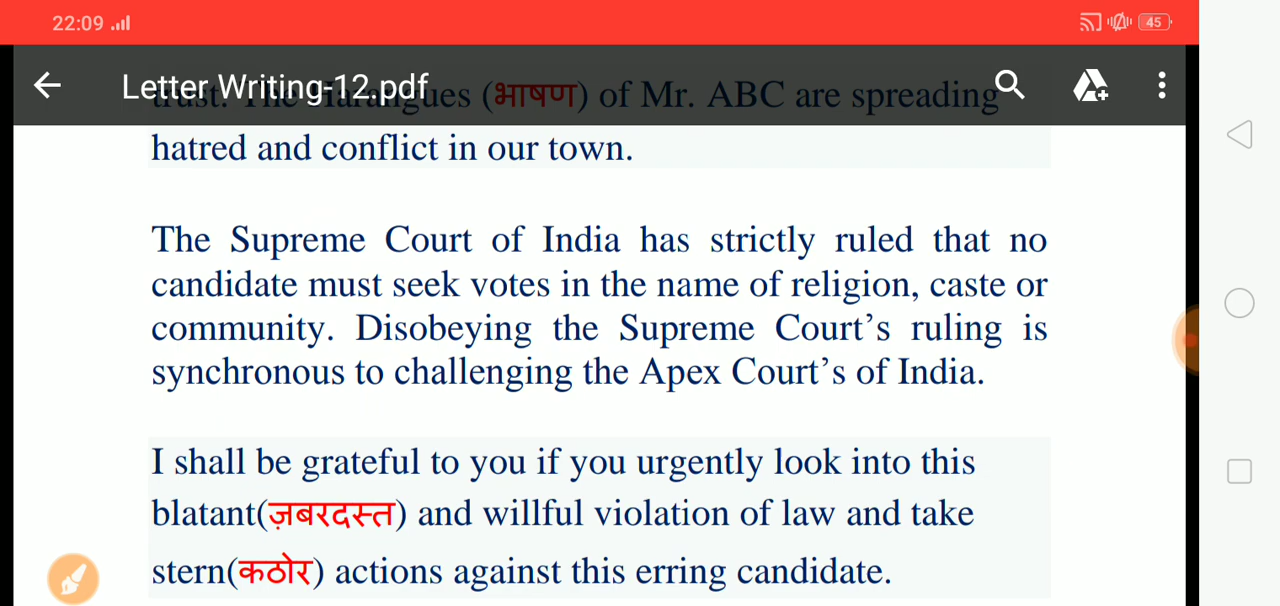 22:09
45
Letter Writing-12.pdf
trust. The Harangues (भाषण) of Mr. ABC are spreading
hatred and conflict in our town.
The Supreme Court of India has strictly ruled that no
candidate must seek votes in the name of religion, caste or
community. Disobeying the Supreme Court’s ruling is
synchronous to challenging the Apex Court’s of India.
I shall be grateful to you if you urgently look into this
blatant(ज़बरदस्त) and willful violation of law and take
stern(कठोर) actions against this erring candidate.